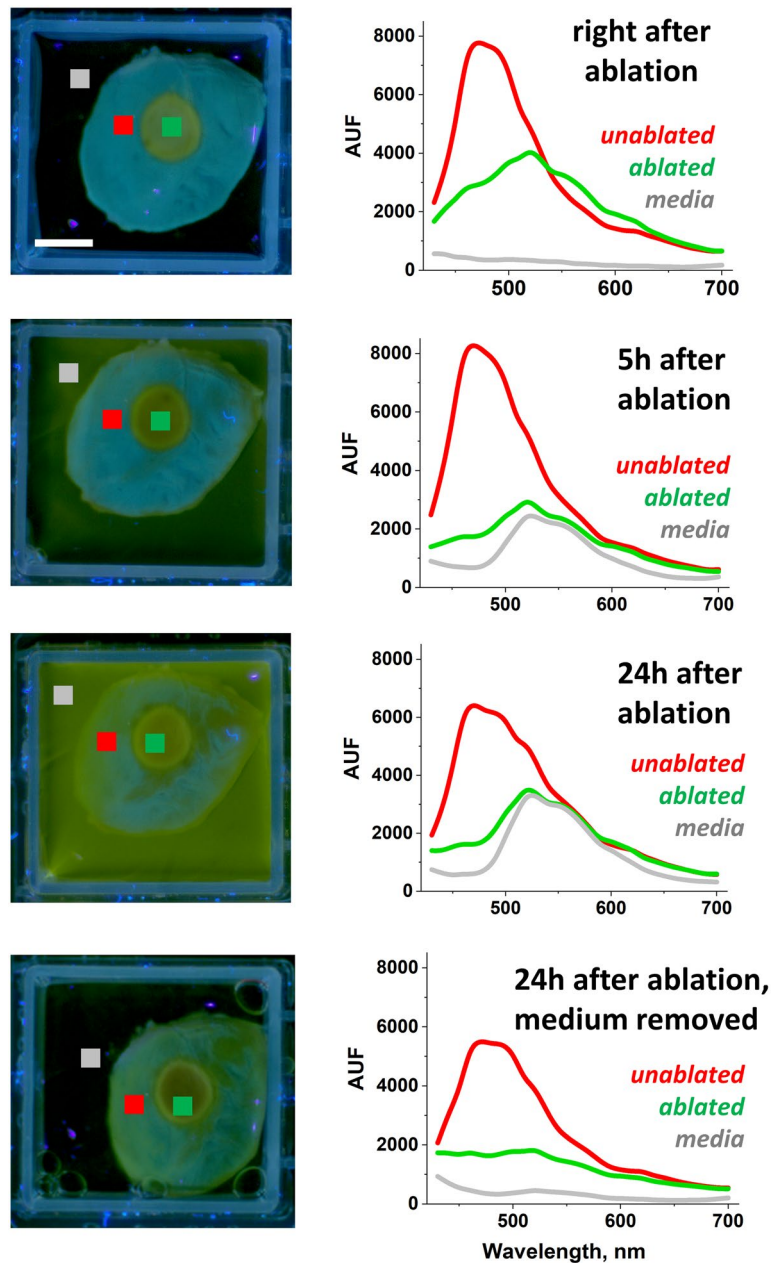 right after
ablation
unablated
ablated
media
AUF
8000
6000
4000
2000
0
500
600
700
5h after
ablation
unablated
ablated
media
AUF
8000
6000
4000
2000
0
500
600
700
24h after
ablation
unablated
ablated
media
AUF
8000
6000
4000
2000
0
500
600
700
24h after ablation,
medium removed
unablated
ablated
media
AUF
8000
6000
4000
2000
0
500
600
700
Wavelength, nm